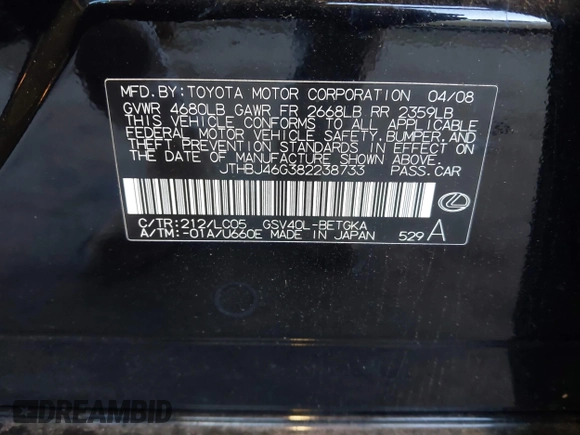 MFD. BY: TOYOTA MOTOR CORPORATION 04/08
GVWR 4680LB GAWR FR 2668LB RR 2359LB
THIS VEHICLE CONFORMS TO ALL APPLICABLE
FEDERAL MOTOR VEHICLE SAFETY, BUMPER, AND
THEFT PREVENTION STANDARDS IN EFFECT ON
THE DATE OF MANUFACTURE SHOWN ABOVE.
JTHBJ46G382238733 PASS. CAR
C/TR: 212/LC05 GSV40L-BETGKA
A/TM: -01A/U660E MADE IN JAPAN 529 A
DREAMBID